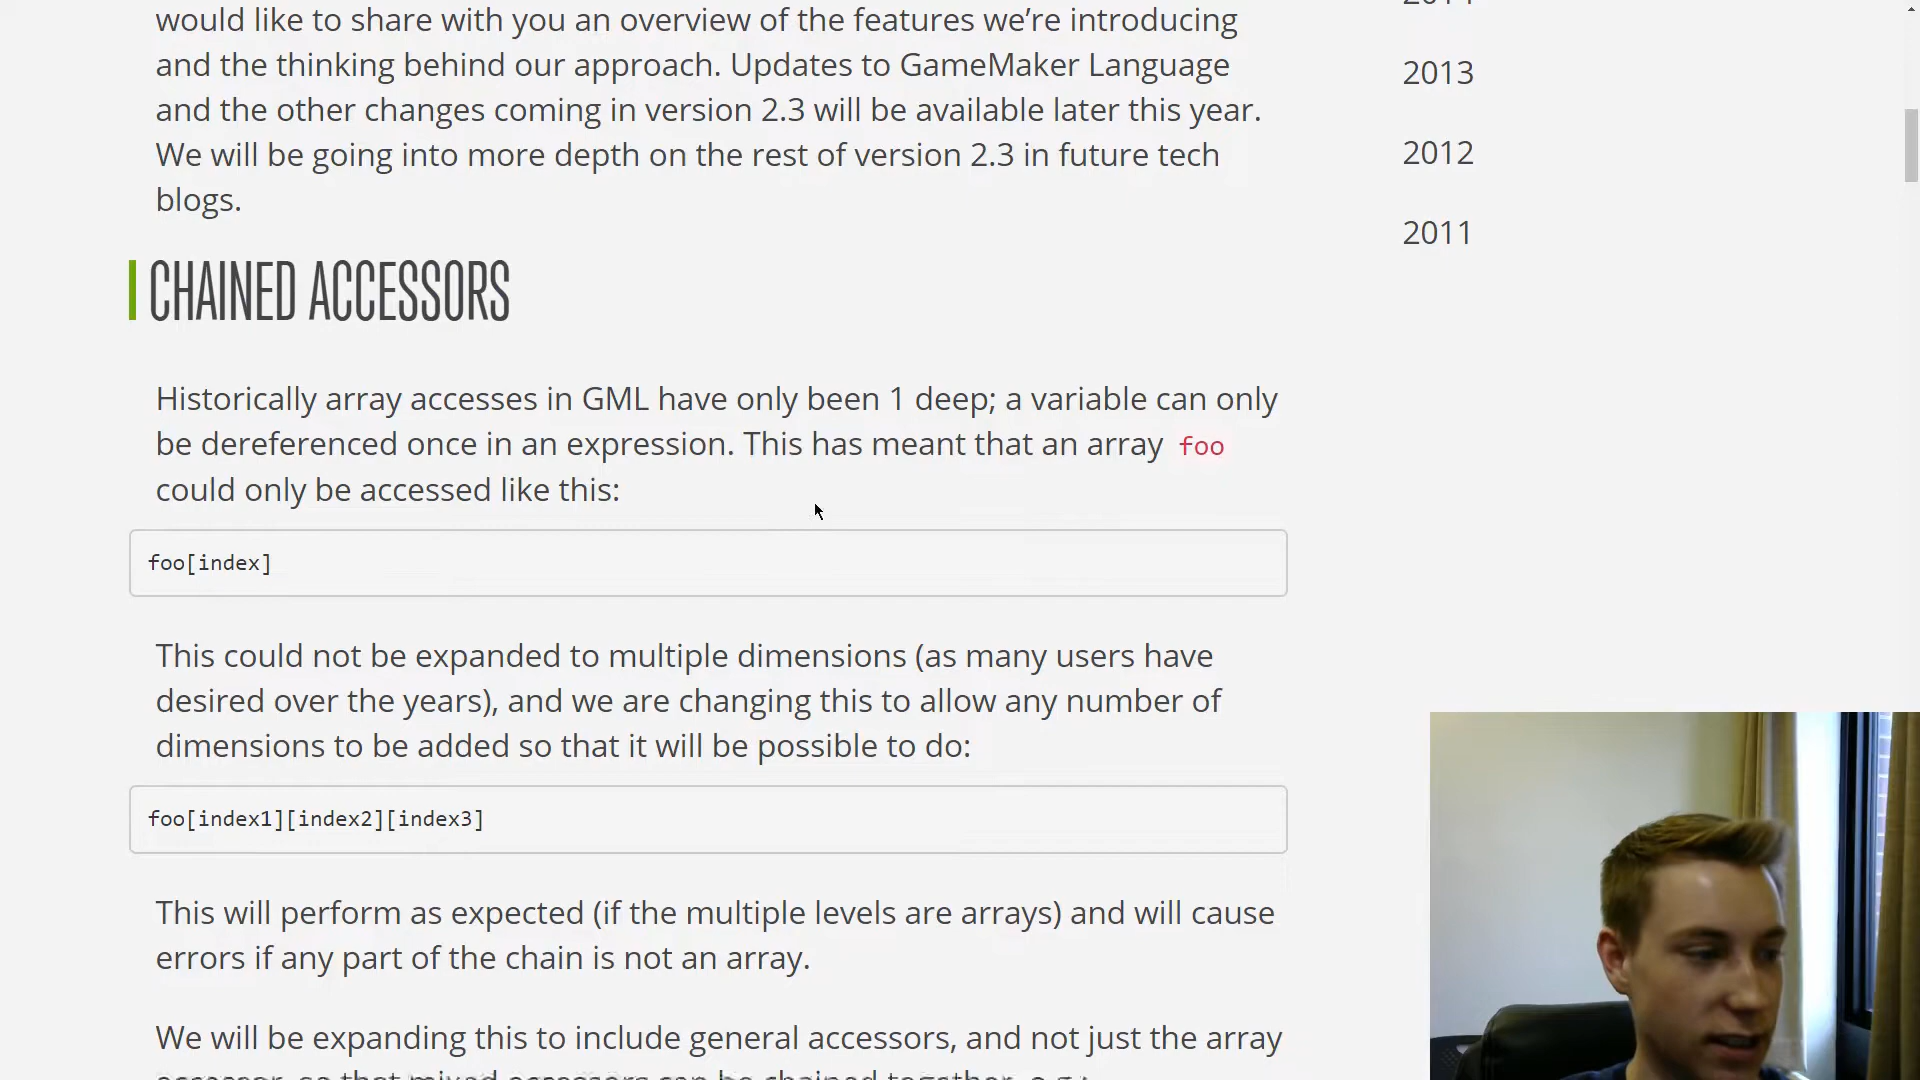 would like to share with you an overview of the features we’re introducing
and the thinking behind our approach. Updates to GameMaker Language
and the other changes coming in version 2.3 will be available later this year.
We will be going into more depth on the rest of version 2.3 in future tech
blogs.
CHAINED ACCESSORS
Historically array accesses in GML have only been 1 deep; a variable can only
be dereferenced once in an expression. This has meant that an array foo
could only be accessed like this:
foo[index]
This could not be expanded to multiple dimensions (as many users have
desired over the years), and we are changing this to allow any number of
dimensions to be added so that it will be possible to do:
foo[index1][index2][index3]
This will perform as expected (if the multiple levels are arrays) and will cause
errors if any part of the chain is not an array.
We will be expanding this to include general accessors, and not just the array
accessor, so that mixed accessors can be chained together, e.g.:
2013
2012
2011